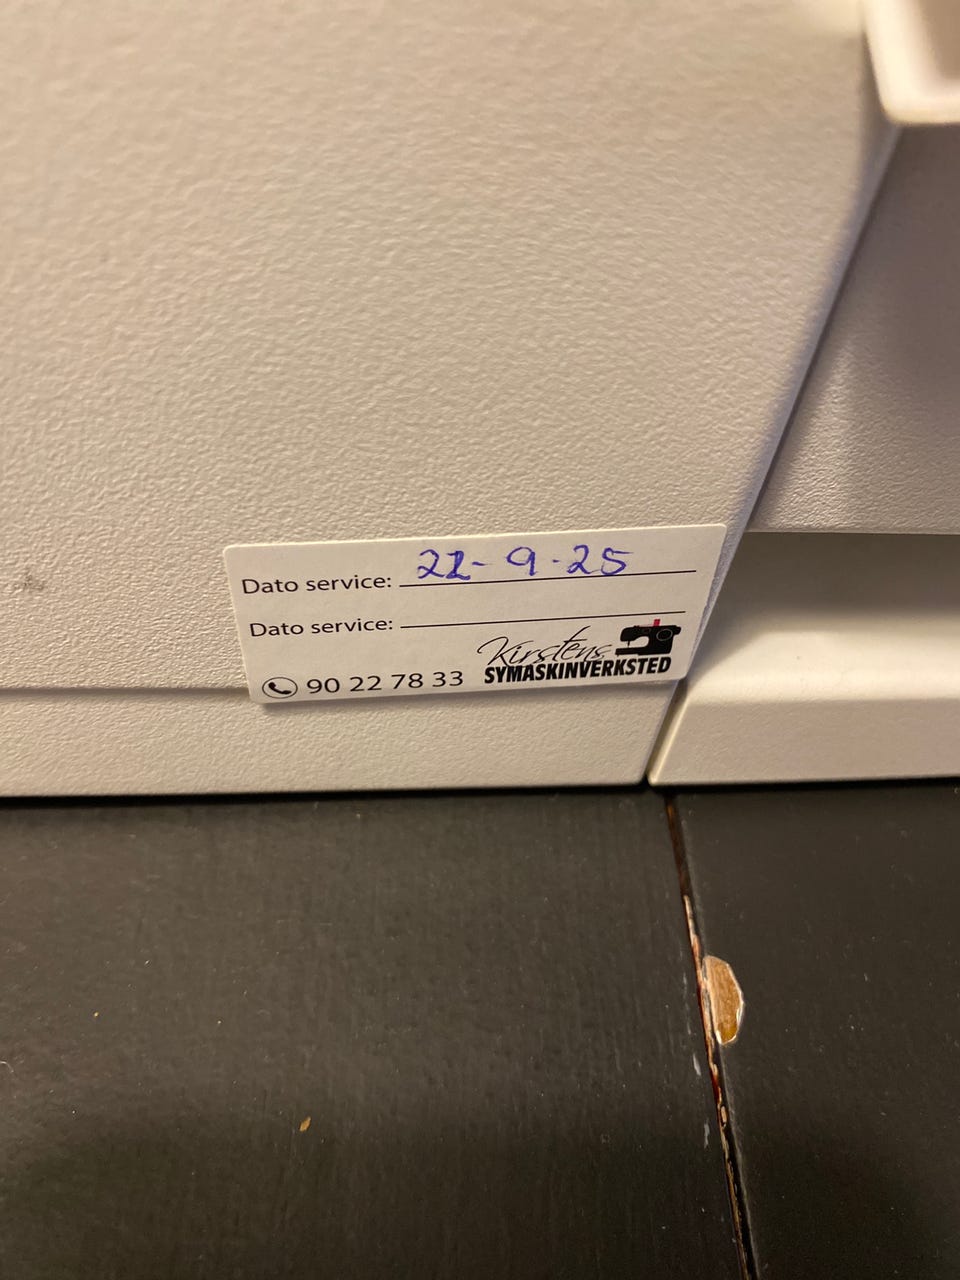 Dato service: 22-9-25
Dato service:
Kirstens
90 22 78 33 SYMASKINVERKSTED